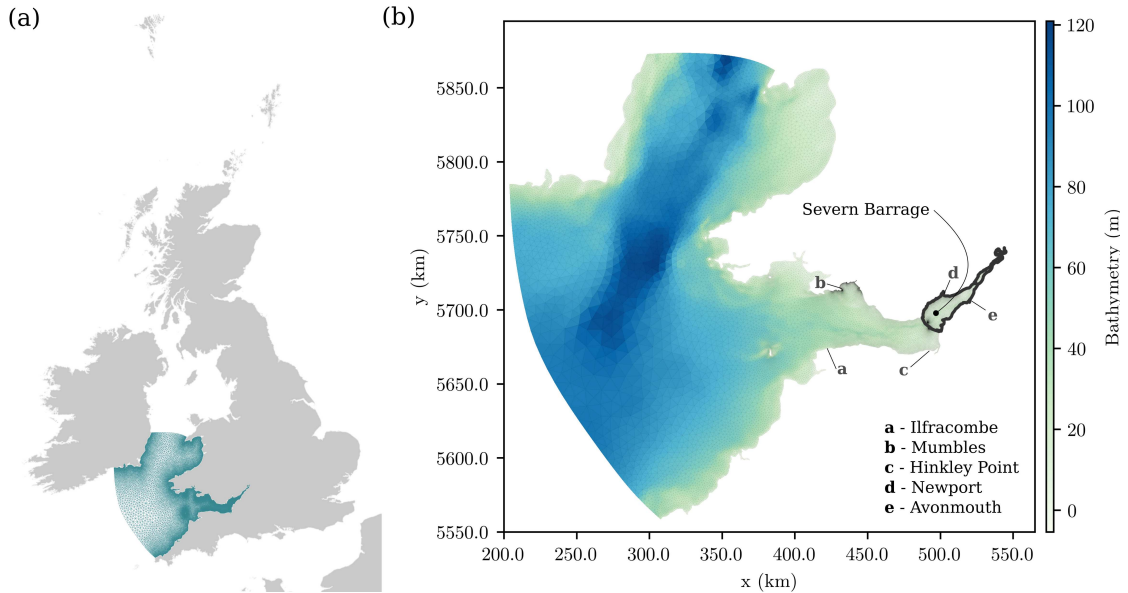 (a)
(b)
5850.0
5800.0
5750.0
5700.0
5650.0
5600.0
5550.0
y (km)
200.0 250.0 300.0 350.0 400.0 450.0 500.0 550.0
x (km)
Severn Barrage
b
d
e
a
c
a - Ilfracombe
b - Mumbles
c - Hinkley Point
d - Newport
e - Avonmouth
120
100
80
60
40
20
0
Bathymetry (m)